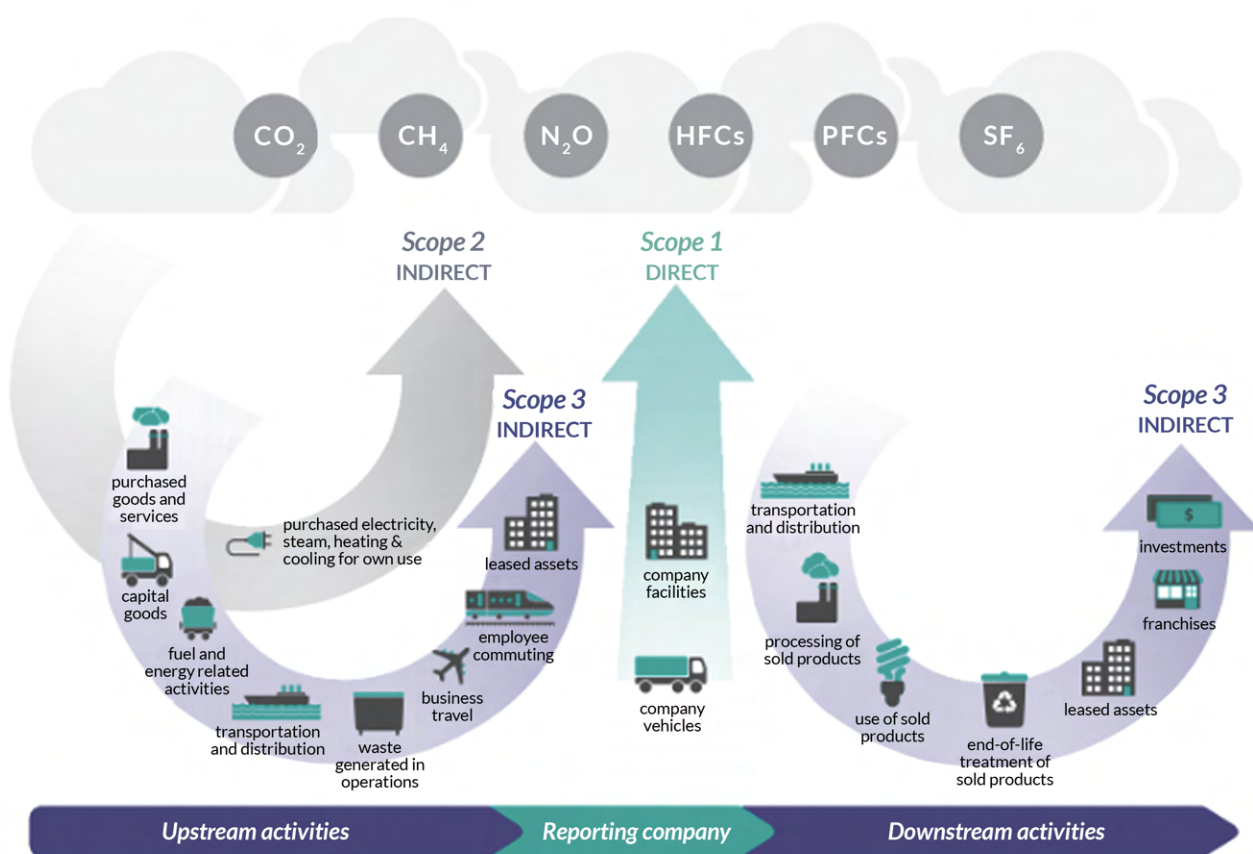 CO₂
CH₄
N₂O
HFCs
PFCs
SF₆
Scope 2
INDIRECT
Scope 1
DIRECT
Scope 3
INDIRECT
Scope 3
INDIRECT
purchased
goods and
services
capital
goods
fuel and
energy related
activities
purchased electricity,
steam, heating &
cooling for own use
transportation
and distribution
waste
generated in
operations
business
travel
employee
commuting
leased assets
company
facilities
company
vehicles
transportation
and distribution
processing of
sold products
use of sold
products
end-of-life
treatment of
sold products
leased assets
franchises
$
investments
Upstream activities
Reporting company
Downstream activities